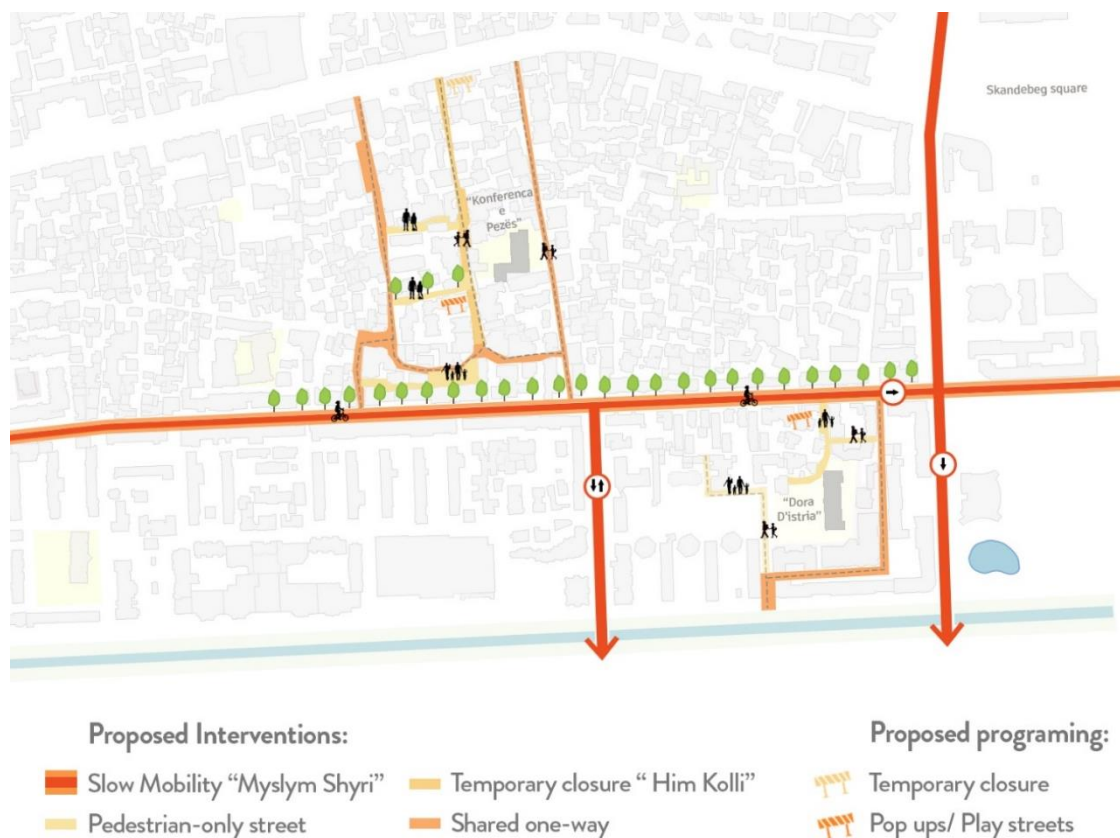 Skandebeg square
"Konferenca
e
Pezës"
"Dora
D'istria"
Proposed Interventions:
Proposed programing:
Slow Mobility "Myslym Shyri"
Temporary closure " Him Kolli"
Temporary closure
Pedestrian-only street
Shared one-way
Pop ups/ Play streets